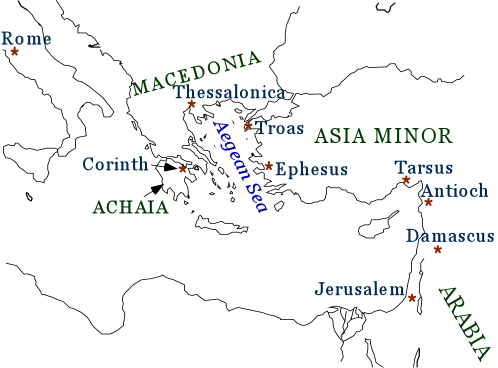 Rome
MACEDONIA
Thessalonica
Troas
Aegean Sea
ASIA MINOR
Corinth
Ephesus
Tarsus
Antioch
ACHAIA
Damascus
Jerusalem
ARABIA